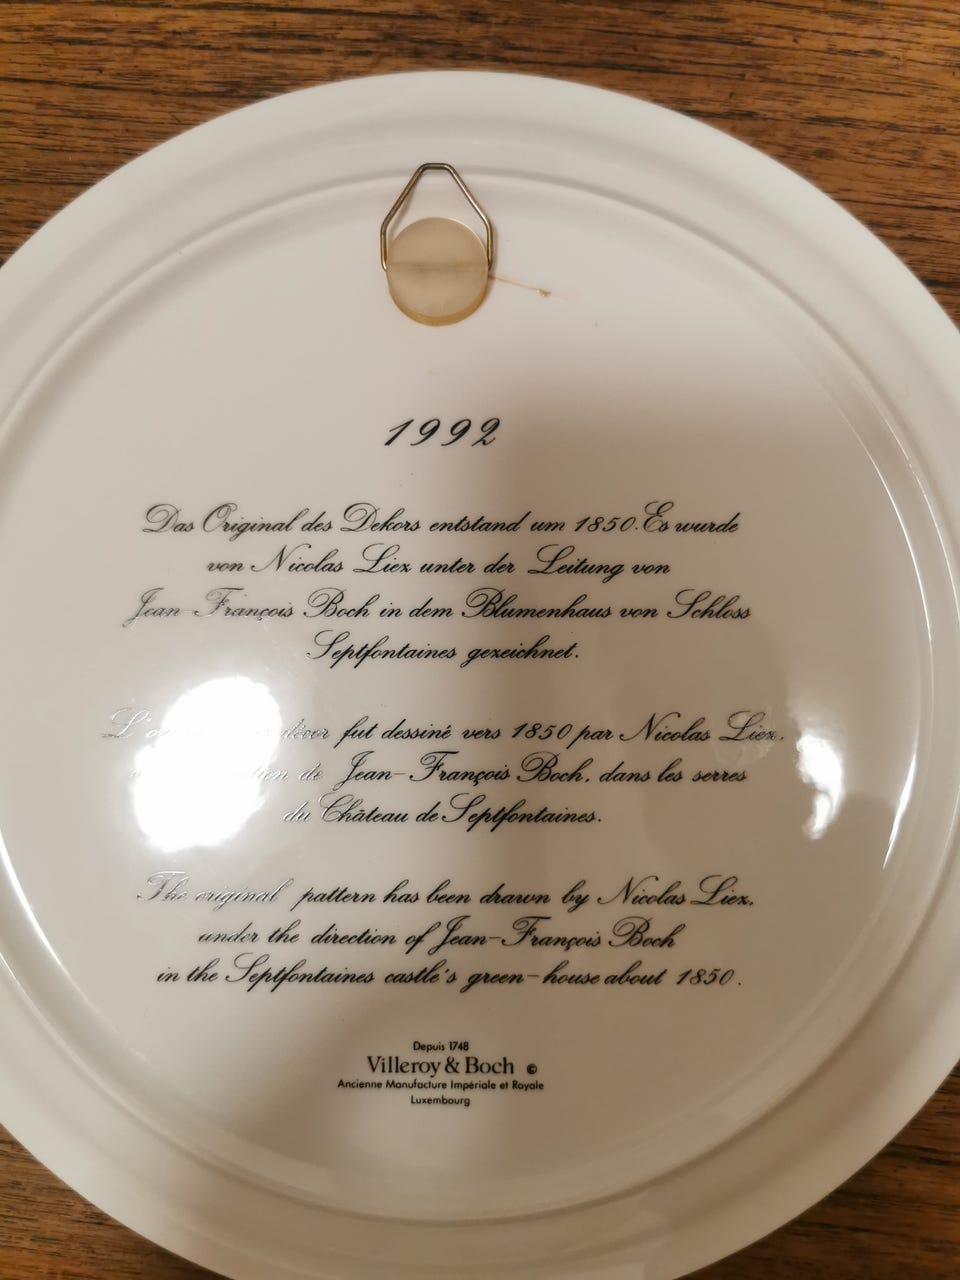 1992
Das Original des Dekors entstand um 1850. Es wurde
von Nicolas Liez unter der Leitung von
Jean-François Boch in dem Blumenhaus von Schloss
Septfontaines gezeichnet.
décor fut dessiné vers 1850 par Nicolas Liez,
de Jean-François Boch, dans les serres
du Château de Septfontaines.
The original pattern has been drawn by Nicolas Liez,
under the direction of Jean-François Boch
in the Septfontaines castle's green-house about 1850.
Depuis 1748
Villeroy & Boch ©
Ancienne Manufacture Impériale et Royale
Luxembourg